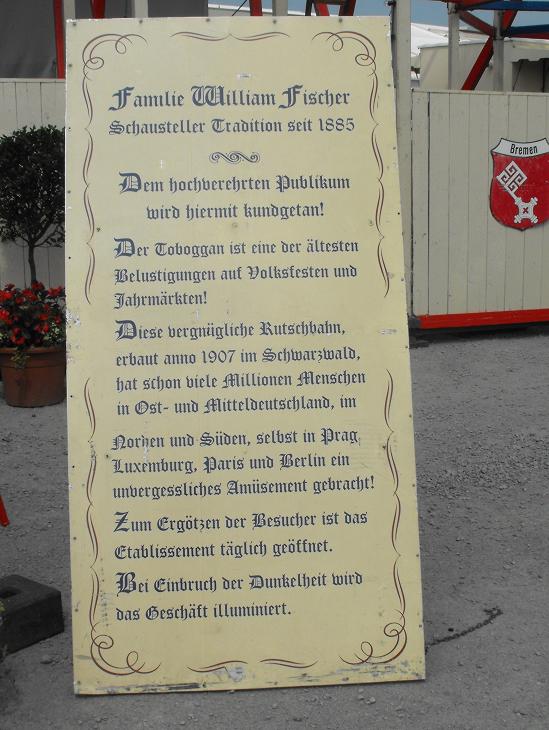 Familie William Fischer
Schausteller Tradition seit 1885
Dem hochverehrten Publikum
wird hiermit kundgetan!
Der Toboggan ist eine der ältesten
Belustigungen auf Volksfesten und
Jahrmärkten!
Diese vergnügliche Rutschbahn,
erbaut anno 1907 im Schwarzwald,
hat schon viele Millionen Menschen
in Ost- und Mitteldeutschland, im
Norden und Süden, selbst in Prag,
Luxemburg, Paris und Berlin ein
unvergessliches Amüsement gebracht!
Zum Ergötzen der Besucher ist das
Etablissement täglich geöffnet.
Bei Einbruch der Dunkelheit wird
das Geschäft illuminiert.
Bremen